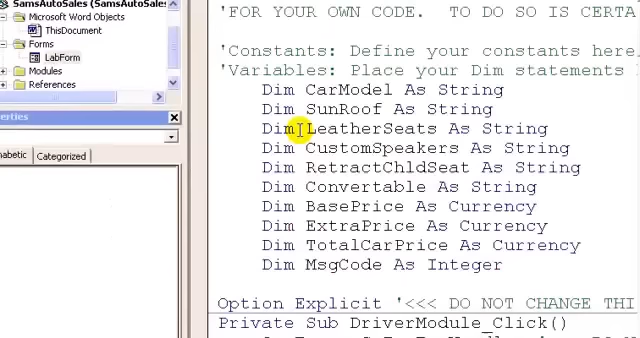 SamsAutoSales (SamsAutoSales
Microsoft Word Objects
ThisDocument
Forms
LabForm
Modules
References
erties
abetic
Categorized
'FOR YOUR OWN CODE. TO DO SO IS CERTA
'Constants: Define your constants here
'Variables: Place your Dim statements
Dim CarModel As String
Dim SunRoof As String
Dim LeatherSeats As String
Dim CustomSpeakers As String
Dim RetractChldSeat As String
Dim Convertable As String
Dim BasePrice As Currency
Dim ExtraPrice As Currency
Dim TotalCarPrice As Currency
Dim MsgCode As Integer
Option Explicit '<<< DO NOT CHANGE THI
Private Sub DriverModule_Click()